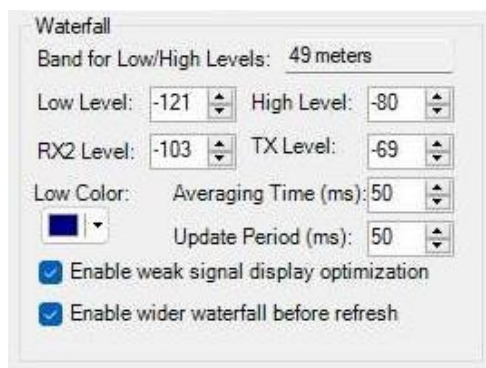 Waterfall
Band for Low/High Levels: 49 meters
Low Level: -121 High Level: -80
RX2 Level: -103 TX Level: -69
Low Color: Averaging Time (ms): 50
Update Period (ms): 50
Enable weak signal display optimization
Enable wider waterfall before refresh